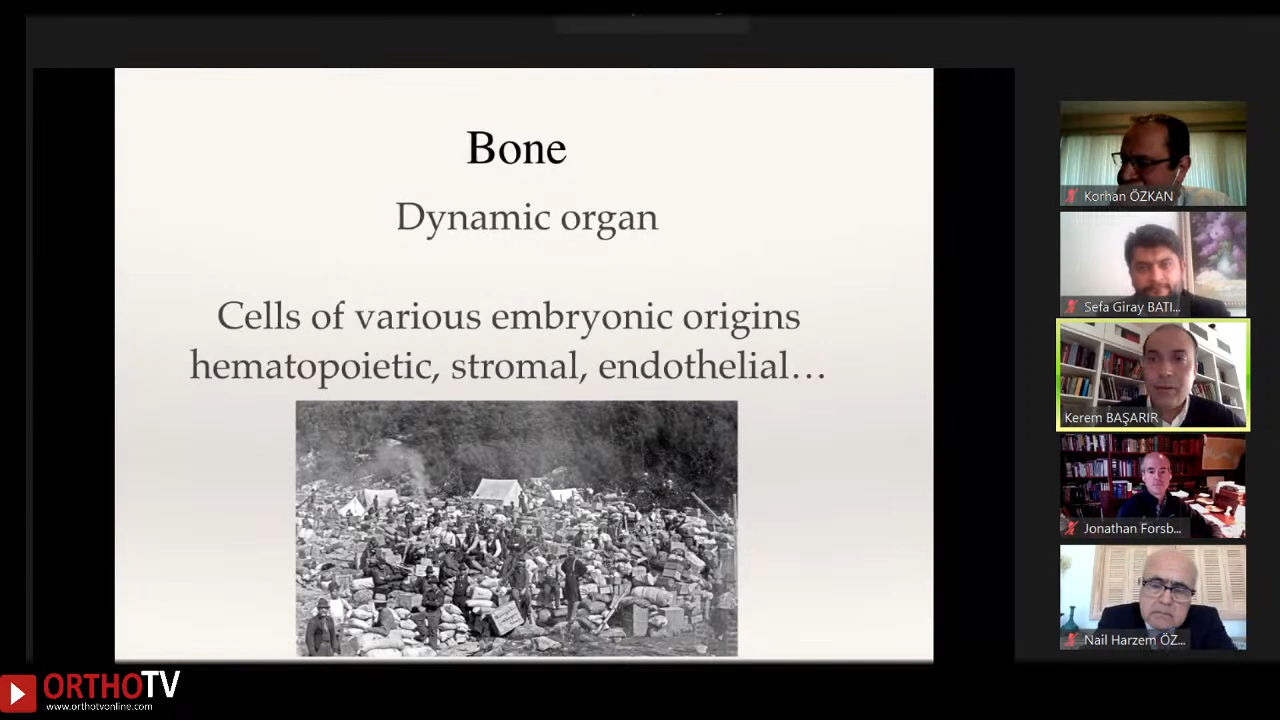 Bone
Dynamic organ
Cells of various embryonic origins
hematopoietic, stromal, endothelial…
Korhan ÖZKAN
Sefa Giray BATI...
Kerem BAŞARIR
Jonathan Forsb...
Nail Harzem ÖZ...
ORTHOTV
www.orthotvonline.com